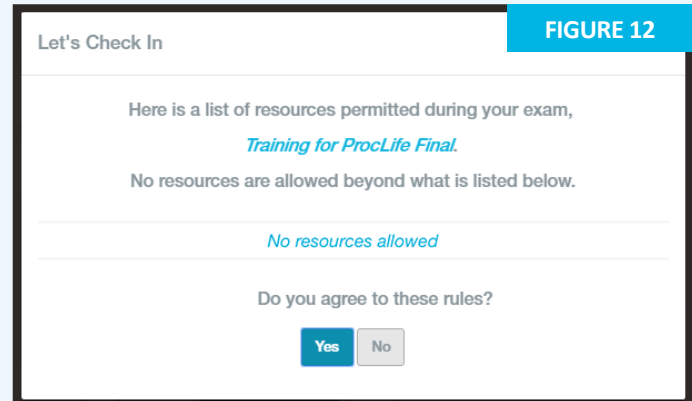 FIGURE 12
Let's Check In
Here is a list of resources permitted during your exam,
Training for ProcLife Final.
No resources are allowed beyond what is listed below.
No resources allowed
Do you agree to these rules?
Yes
No